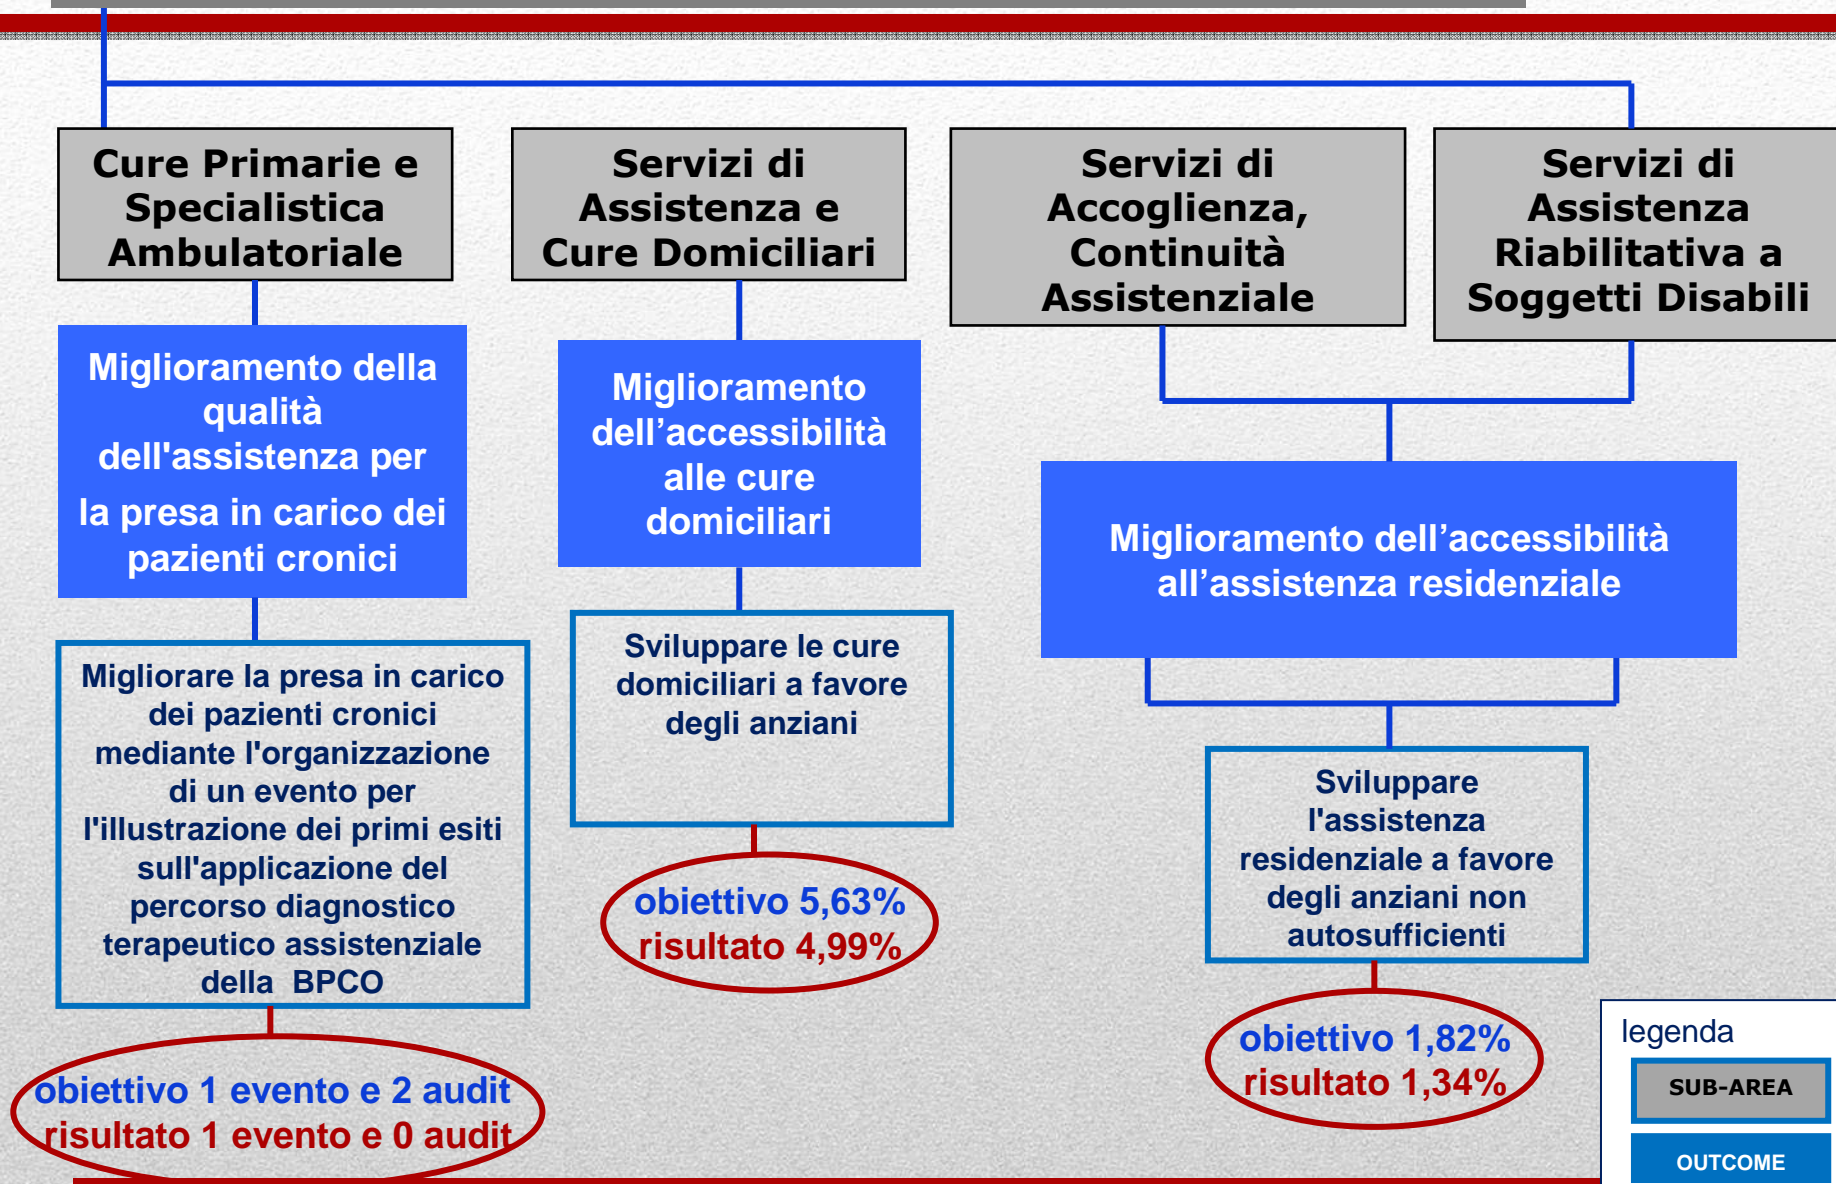 Cure Primarie e
Specialistica
Ambulatoriale
Servizi di
Assistenza e
Cure Domiciliari
Servizi di
Accoglienza,
Continuità
Assistenziale
Servizi di
Assistenza
Riabilitativa a
Soggetti Disabili
Miglioramento della
qualità
dell'assistenza per
la presa in carico dei
pazienti cronici
Miglioramento
dell’accessibilità
alle cure
domiciliari
Miglioramento dell’accessibilità
all’assistenza residenziale
Migliorare la presa in carico
dei pazienti cronici
mediante l'organizzazione
di un evento per
l'illustrazione dei primi esiti
sull'applicazione del
percorso diagnostico
terapeutico assistenziale
della BPCO
Sviluppare le cure
domiciliari a favore
degli anziani
Sviluppare
l'assistenza
residenziale a favore
degli anziani non
autosufficienti
obiettivo 1 evento e 2 audit
risultato 1 evento e 0 audit
obiettivo 5,63%
risultato 4,99%
obiettivo 1,82%
risultato 1,34%
legenda
SUB-AREA
OUTCOME